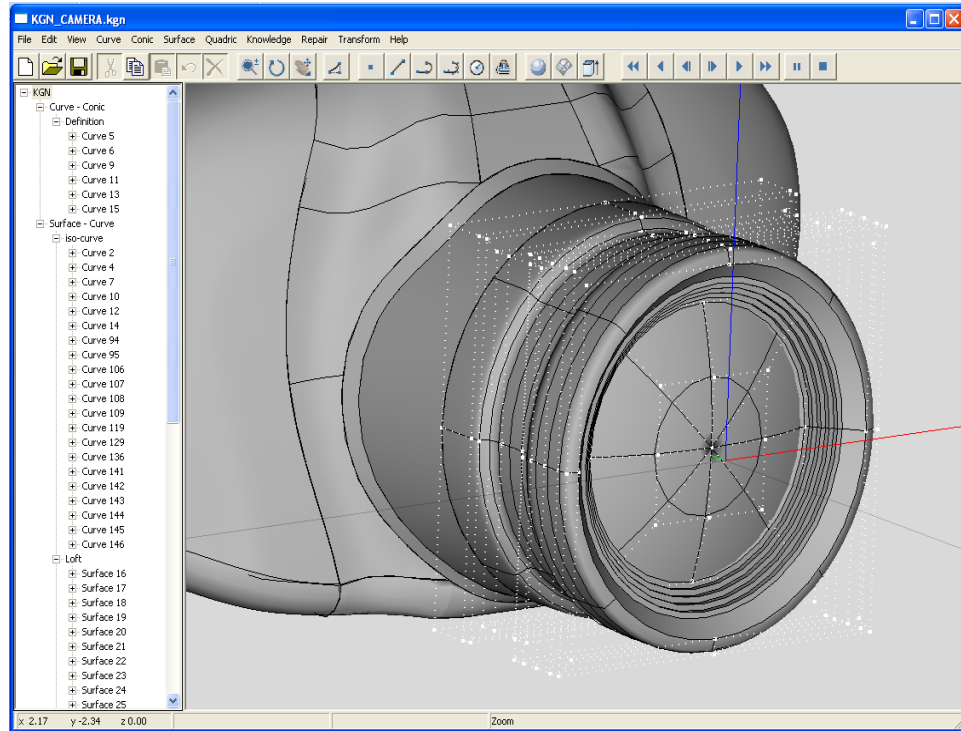 KGN_CAMERA.kgn
File Edit View Curve Conic Surface Quadric Knowledge Repair Transform Help
KGN
Curve - Conic
Definition
Curve 5
Curve 6
Curve 9
Curve 11
Curve 13
Curve 15
Surface - Curve
iso-curve
Curve 2
Curve 4
Curve 7
Curve 10
Curve 12
Curve 14
Curve 94
Curve 95
Curve 106
Curve 107
Curve 108
Curve 109
Curve 119
Curve 129
Curve 136
Curve 141
Curve 142
Curve 143
Curve 144
Curve 145
Curve 146
Loft
Surface 16
Surface 17
Surface 18
Surface 19
Surface 20
Surface 21
Surface 22
Surface 23
Surface 24
Surface 25
x 2.17 y -2.34 z 0.00 Zoom